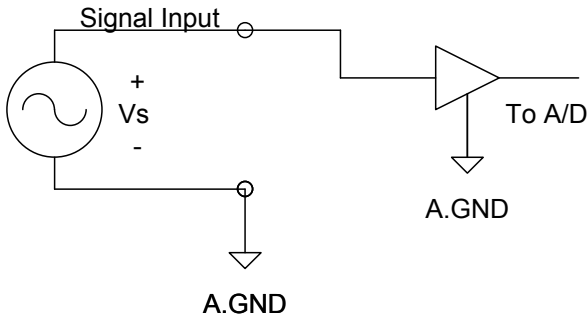 Signal Input
+
Vs
-
To A/D
A.GND
A.GND